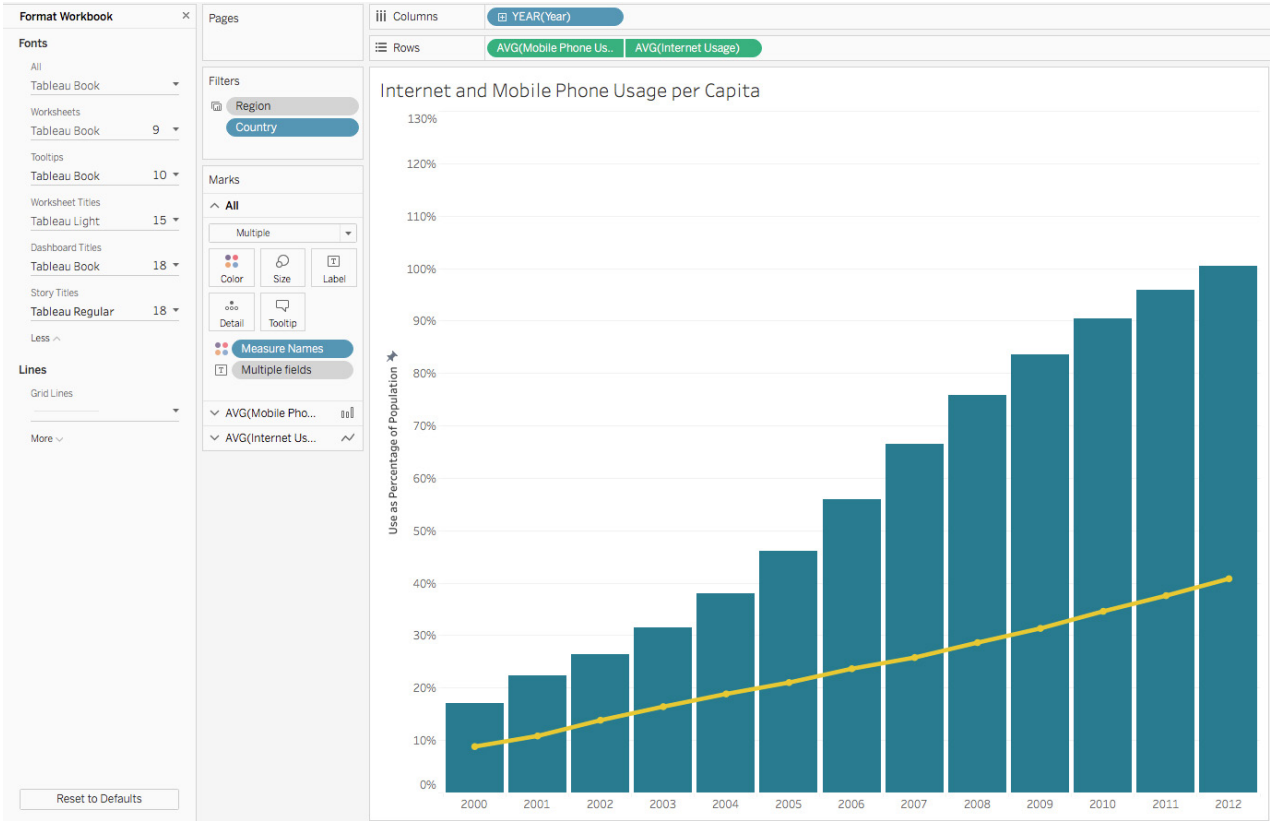 Format Workbook ×
Fonts
All
Tableau Book
Worksheets
Tableau Book 9
Tooltips
Tableau Book 10
Worksheet Titles
Tableau Light 15
Dashboard Titles
Tableau Book 18
Story Titles
Tableau Regular 18
Less
Lines
Grid Lines
More
Reset to Defaults
Pages
Filters
Region
Country
Marks
All
Multiple
Color Size Label
Detail Tooltip
Measure Names
Multiple fields
AVG(Mobile Pho...
AVG(Internet Us...
Columns YEAR(Year)
Rows AVG(Mobile Phone Us.. AVG(Internet Usage)
Internet and Mobile Phone Usage per Capita
130%
120%
110%
100%
90%
80%
70%
60%
50%
40%
30%
20%
10%
0%
Use as Percentage of Population
2000 2001 2002 2003 2004 2005 2006 2007 2008 2009 2010 2011 2012